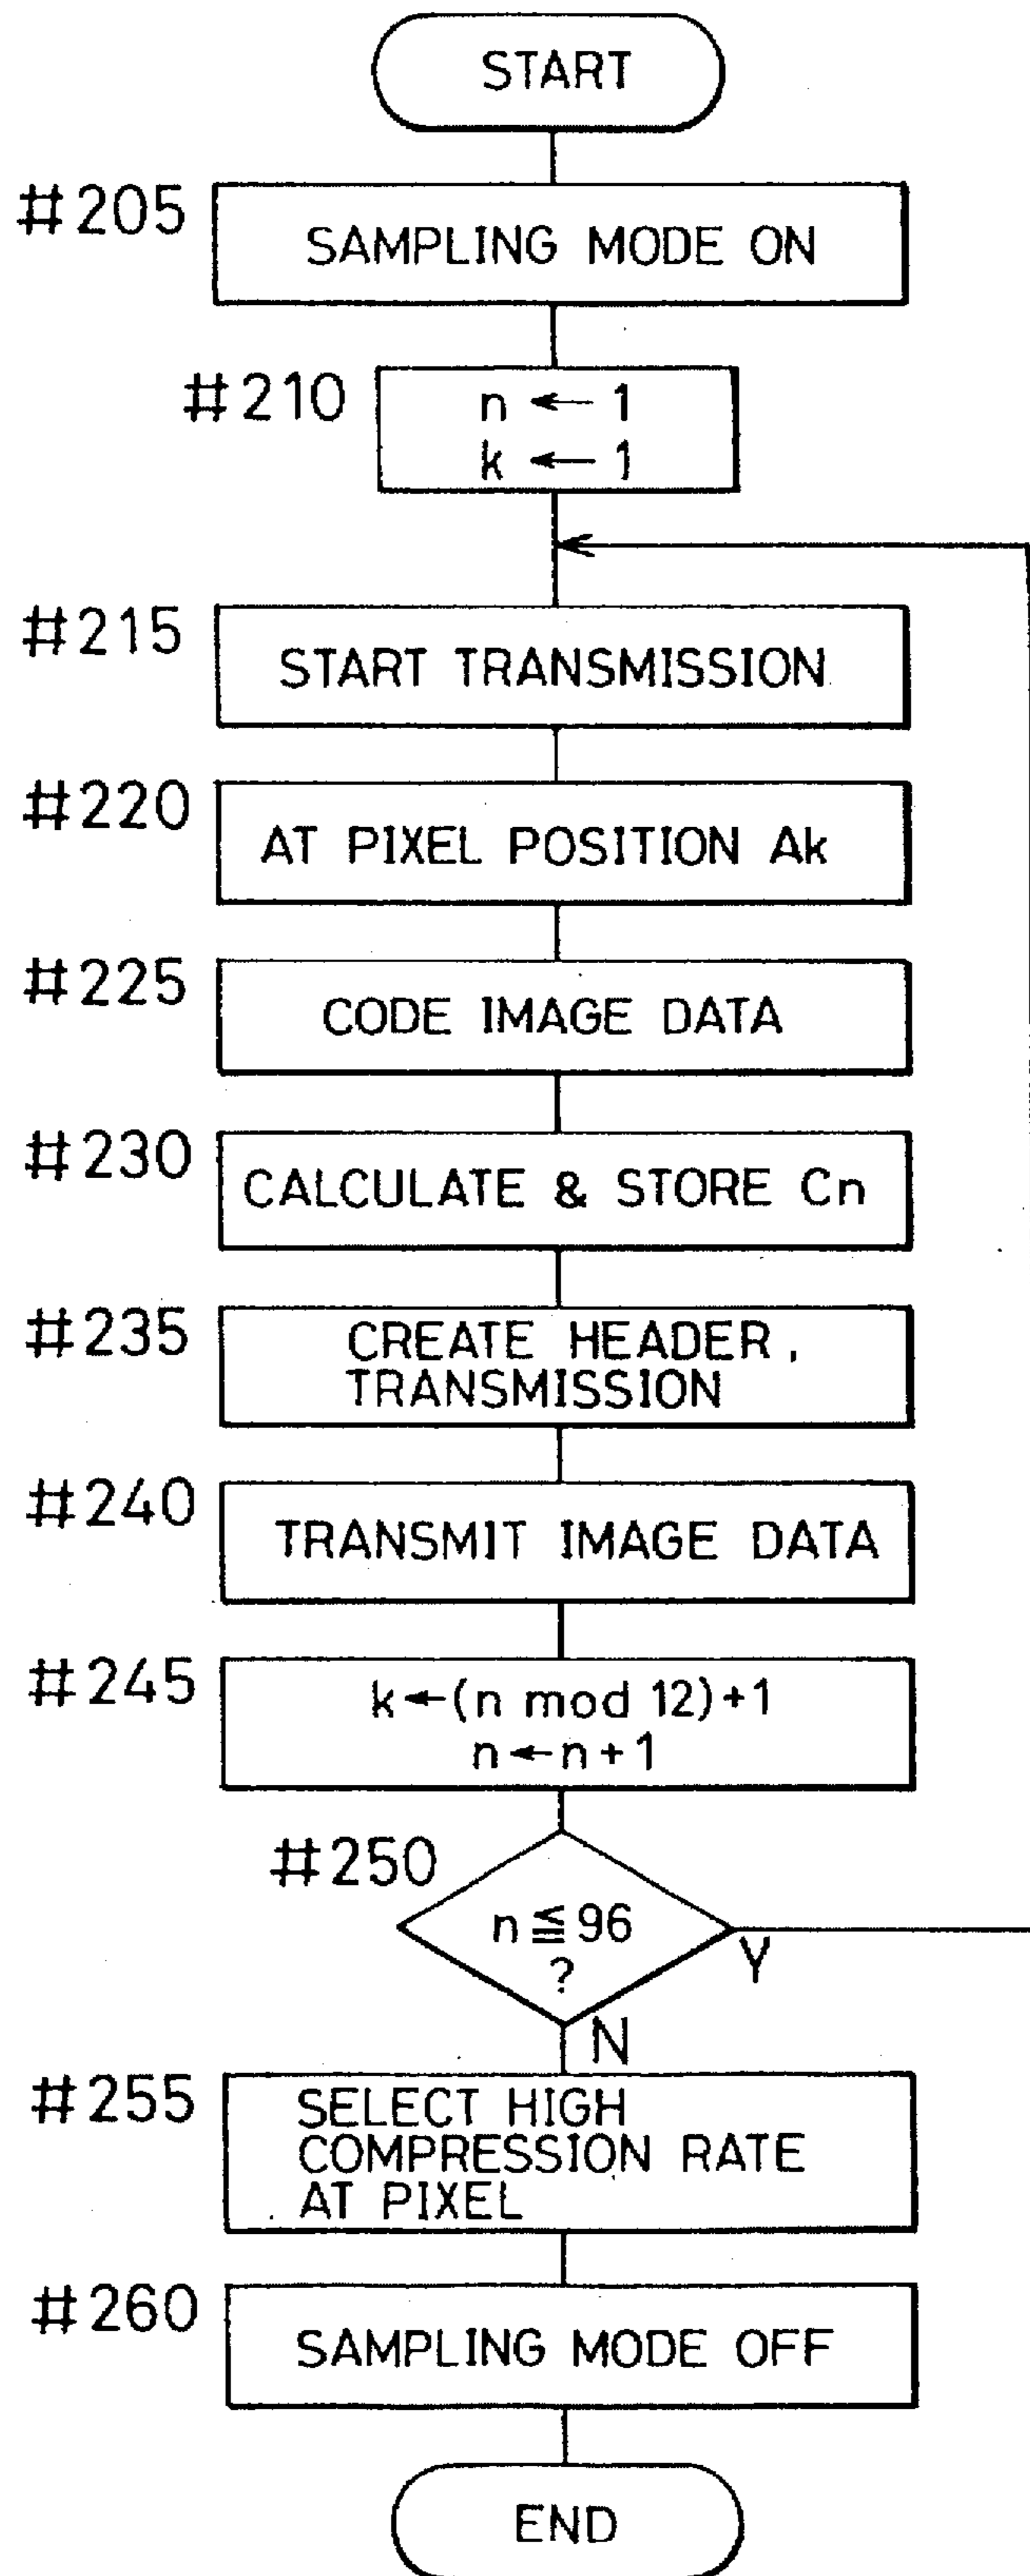 START
#205
SAMPLING MODE ON
#210
n ← 1
k ← 1
#215
START TRANSMISSION
#220
AT PIXEL POSITION Ak
#225
CODE IMAGE DATA
#230
CALCULATE & STORE Cn
#235
CREATE HEADER,
TRANSMISSION
#240
TRANSMIT IMAGE DATA
#245
k←(n mod 12)+1
n←n+1
#250
n≦96
?
Y
N
#255
SELECT HIGH
COMPRESSION RATE
AT PIXEL
#260
SAMPLING MODE OFF
END